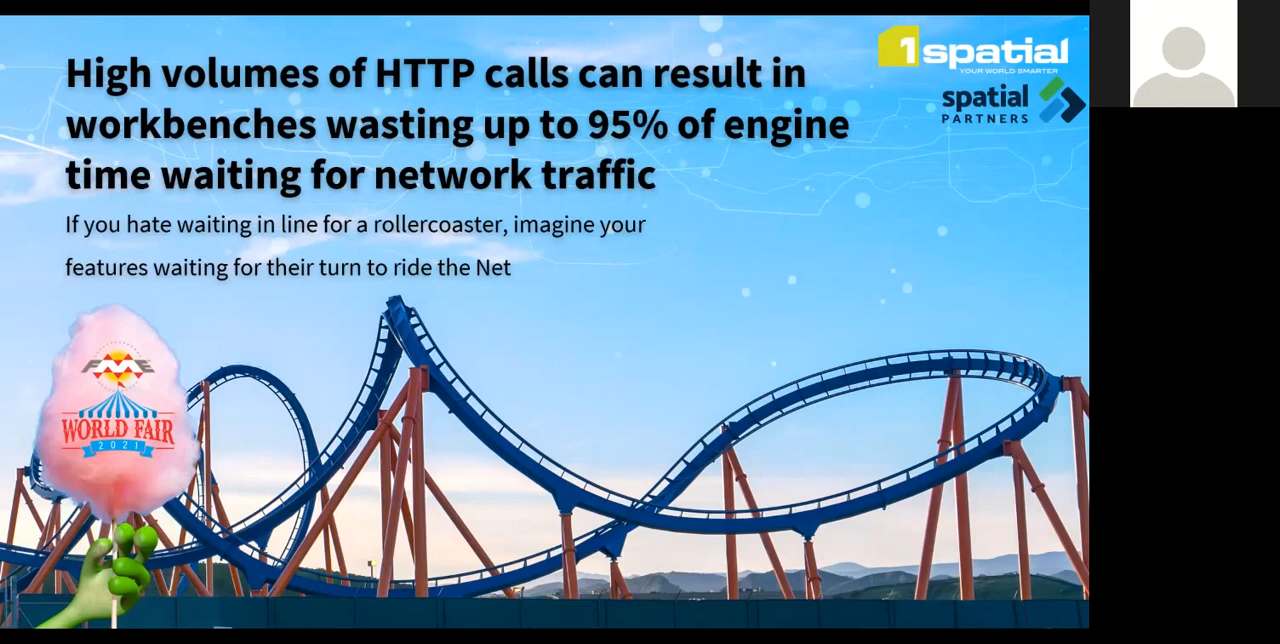 High volumes of HTTP calls can result in
workbenches wasting up to 95% of engine
time waiting for network traffic
If you hate waiting in line for a rollercoaster, imagine your
features waiting for their turn to ride the Net
1spatial
YOUR WORLD SMARTER
spatial
PARTNERS
FME
WORLD FAIR
2021